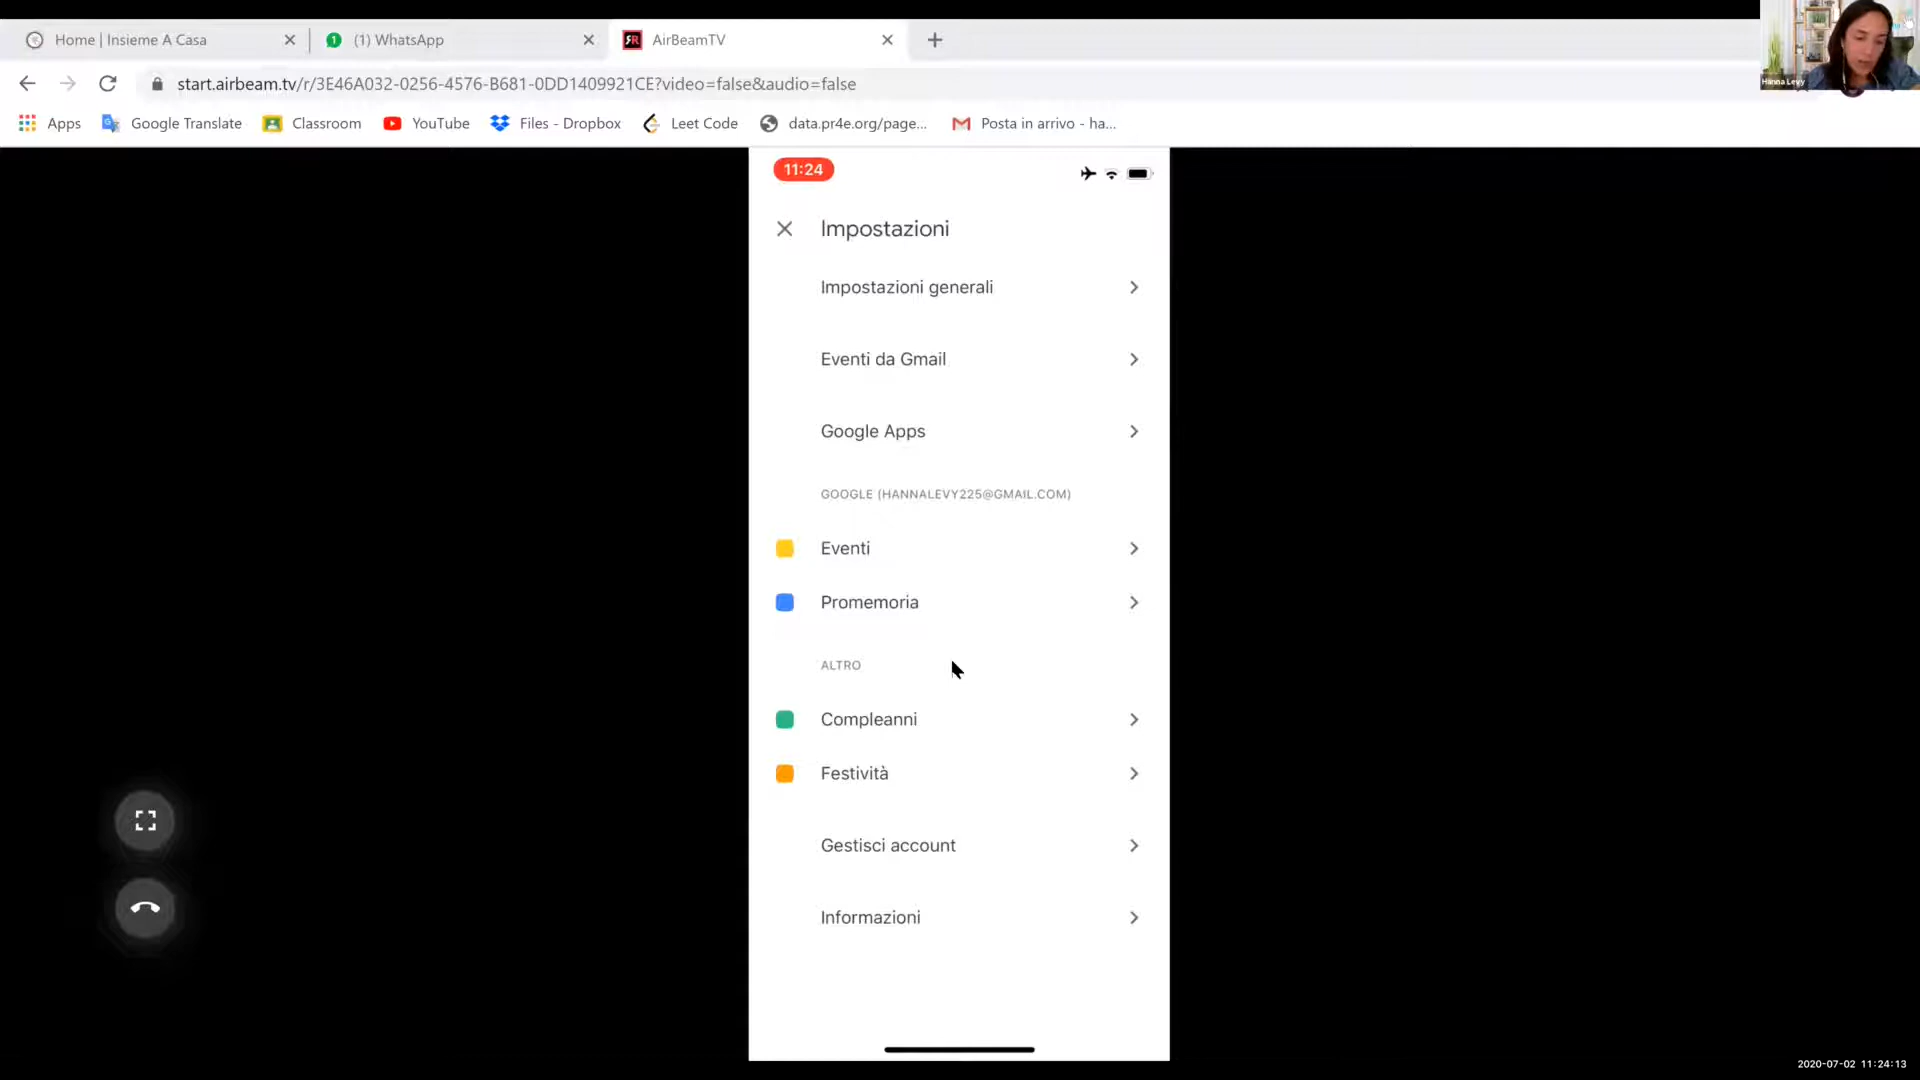 Home | Insieme A Casa
(1) WhatsApp
AirBeamTV
start.airbeam.tv/r/3E46A032-0256-4576-B681-0DD1409921CE?video=false&audio=false
Apps
Google Translate
Classroom
YouTube
Files - Dropbox
Leet Code
data.pr4e.org/page...
Posta in arrivo - ha...
Hanna Levy
11:24
Impostazioni
Impostazioni generali
Eventi da Gmail
Google Apps
GOOGLE (HANNALEVY225@GMAIL.COM)
Eventi
Promemoria
ALTRO
Compleanni
Festività
Gestisci account
Informazioni
2020-07-02 11:24:13